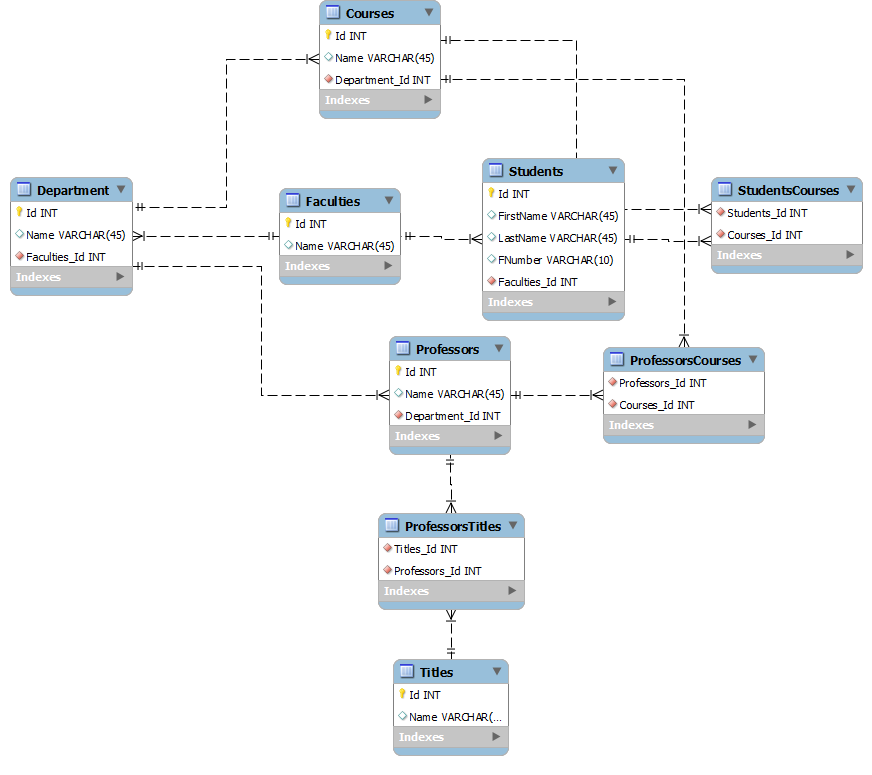 Courses
Id INT
Name VARCHAR(45)
Department_Id INT
Indexes
Department
Id INT
Name VARCHAR(45)
Faculties_Id INT
Indexes
Faculties
Id INT
Name VARCHAR(45)
Indexes
Students
Id INT
FirstName VARCHAR(45)
LastName VARCHAR(45)
FNumber VARCHAR(10)
Faculties_Id INT
Indexes
StudentsCourses
Students_Id INT
Courses_Id INT
Indexes
Professors
Id INT
Name VARCHAR(45)
Department_Id INT
Indexes
ProfessorsCourses
Professors_Id INT
Courses_Id INT
Indexes
ProfessorsTitles
Titles_Id INT
Professors_Id INT
Indexes
Titles
Id INT
Name VARCHAR(...
Indexes